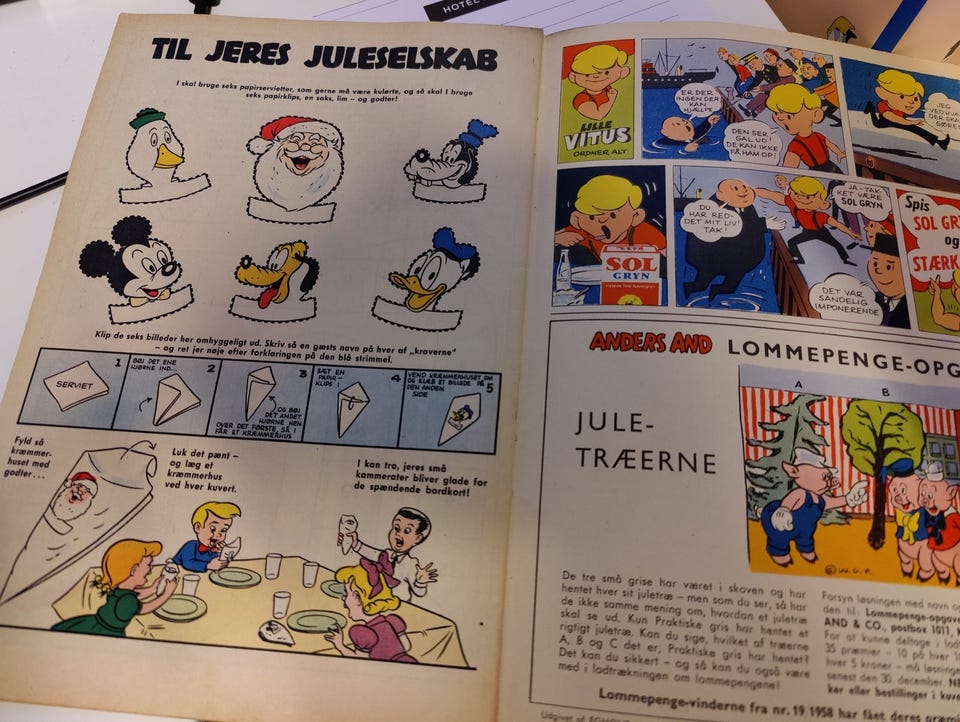 HOTEL
TIL JERES JULESELSKAB
I skal bruge seks papirservietter, som gerne må være kulørte, og så skal I bruge
seks papirklips, en saks, lim – og godter!
Klip de seks billeder her omhyggeligt ud. Skriv så en gæsts navn på hver af „kraverne“
– og ret jer nøje efter forklaringen på den blå strimmel.
1
SERVIET
BØJ DET ENE
HJØRNE IND...
2
3
OG BØJ
DET ANDET
HJØRNE HEN
OVER DET FØRSTE, SÅ I
FÅR ET KRÆMMERHUS
SÆT EN
PAPIR-
KLIPS I
4
VEND KRÆMMERHUSET OM
OG KLÆB ET BILLEDE PÅ
DEN ANDEN
SIDE
5
Fyld så
kræmmer-
huset med
godter...
Luk det pænt –
og læg et
kræmmerhus
ved hver kuvert.
I kan tro, jeres små
kammerater bliver glade for
de spændende bordkort!
LILLE
VITUS
ORDNER ALT
ER DER
INGEN DER
KAN
HJÆLPE
DEN SER
GAL UD!
DE KAN IKKE
FÅ HAM OP!
JEG
SOL
GRYN
DU
HAR RED-
DET MIT LIV!
TAK!
JA-TAK
KET VÆRE
SOL GRYN
DET VAR
SANDELIG
IMPONERENDE
Spis
SOL GRY
og
STÆRK
ANDERS AND LOMMEPENGE-OPG
JULE-
TRÆERNE
A
B
© W.D.P.
De tre små grise har været i skoven og har
hentet hver sit juletræ – men som du ser, så har
de ikke samme mening om, hvordan et juletræ
skal se ud. Kun Praktiske gris har hentet et
rigtigt juletræ. Kan du sige, hvilket af træerne
A, B og C det er, Praktiske gris har hentet?
Det kan du sikkert – og så kan du også være
med i lodtrækningen om lommepengene!
Forsyn løsningen med navn o
den til: Lommepenge-opgav
AND & CO., postbox 1011, K
For at kunne deltage i lodt
35 præmier – 10 på hver 10
hver 5 kroner – må løsninge
senest den 30. december. N
ker eller bestillinger i kuve
Lommepenge-vinderne fra nr. 19 1958 har fået deres præm
Udgivet af